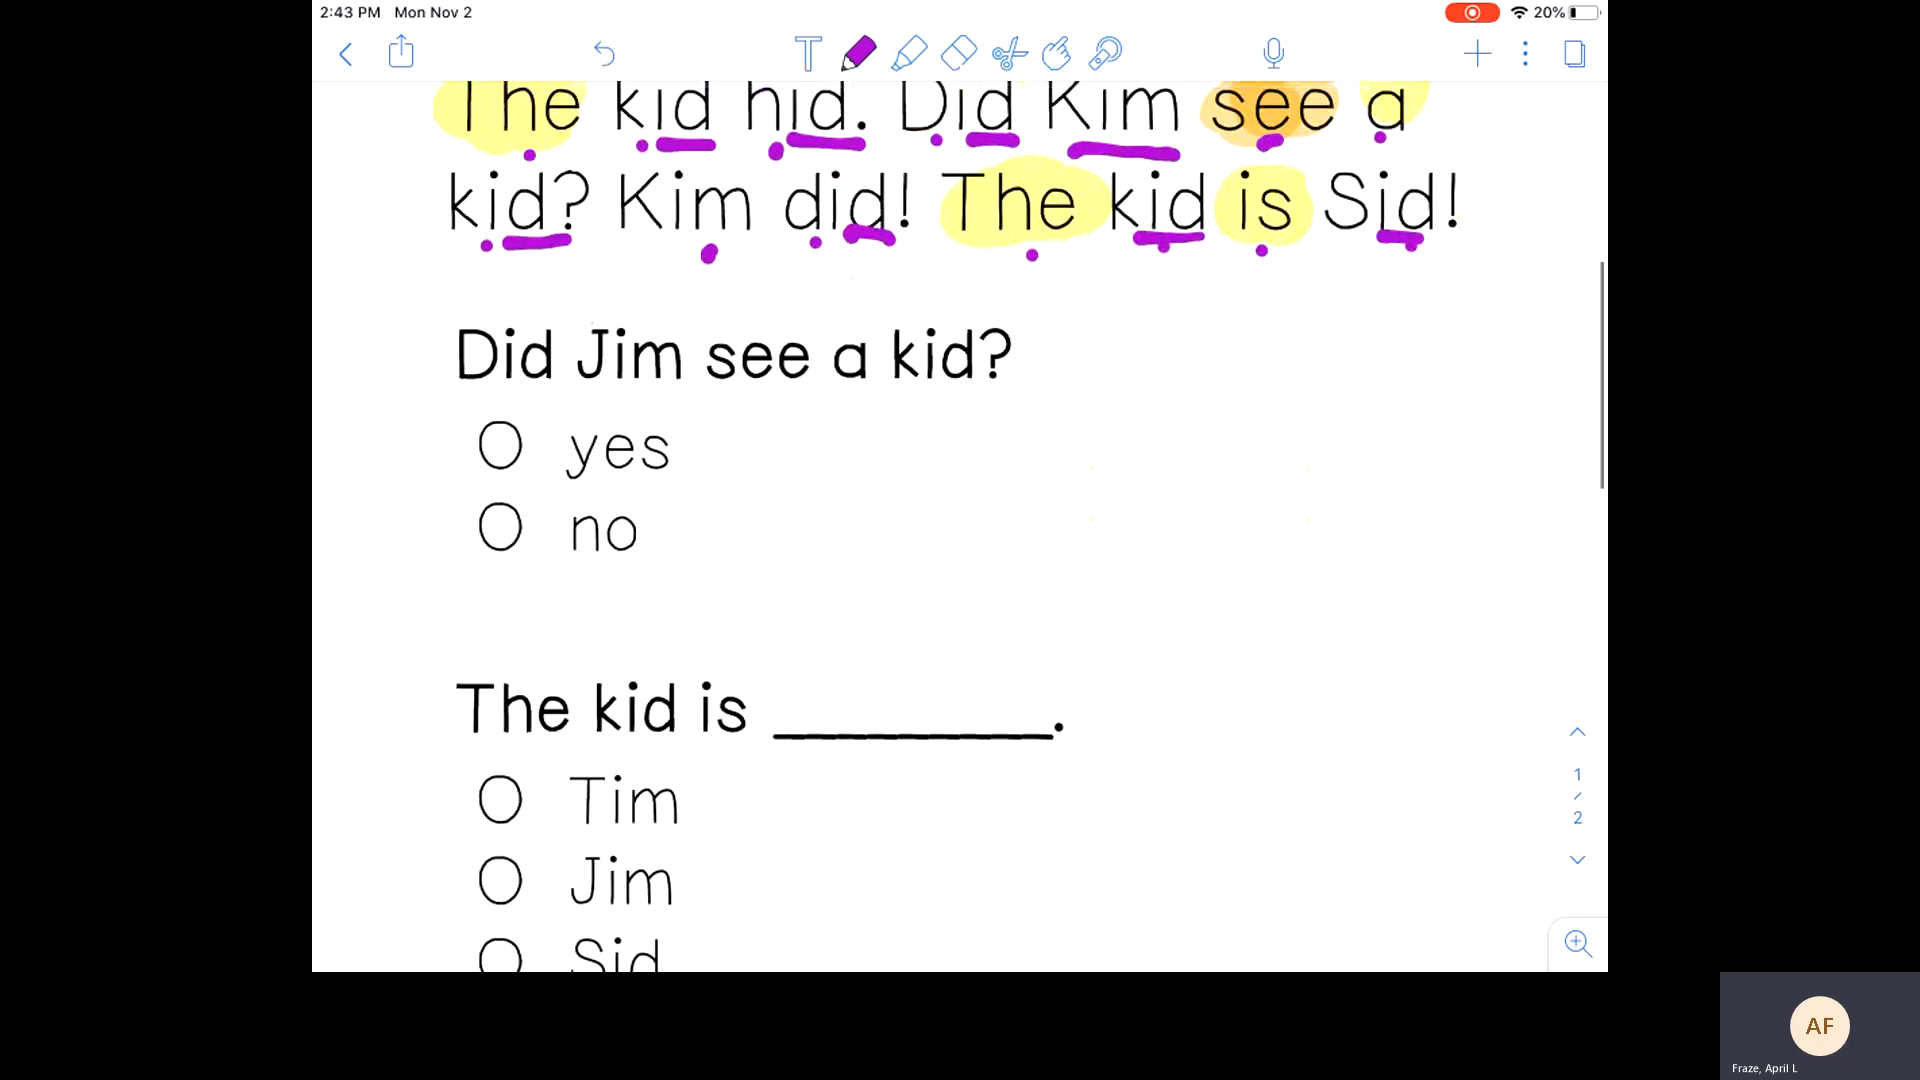 2:43 PM Mon Nov 2
20%
T
The kid hid. Did Kim see a
kid? Kim did! The kid is Sid!
Did Jim see a kid?
O yes
O no
The kid is _________.
O Tim
O Jim
O Sid
1
/
2
AF
Fraze, April L